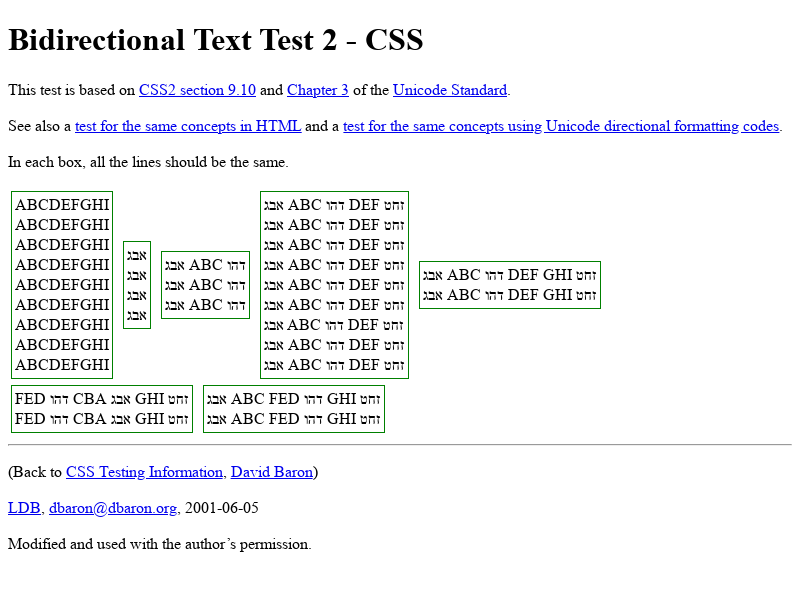 Bidirectional Text Test 2 - CSS
This test is based on CSS2 section 9.10 and Chapter 3 of the Unicode Standard.
See also a test for the same concepts in HTML and a test for the same concepts using Unicode directional formatting codes.
In each box, all the lines should be the same.
ABCDEFGHI
ABCDEFGHI
ABCDEFGHI
ABCDEFGHI
ABCDEFGHI
ABCDEFGHI
ABCDEFGHI
ABCDEFGHI
ABCDEFGHI
אבג
אבג
אבג
אבג
אבג ABC דהו
אבג ABC דהו
אבג ABC דהו
אבג ABC דהו DEF זחט
אבג ABC דהו DEF זחט
אבג ABC דהו DEF זחט
אבג ABC דהו DEF זחט
אבג ABC דהו DEF זחט
אבג ABC דהו DEF זחט
אבג ABC דהו DEF זחט
אבג ABC דהו DEF זחט
אבג ABC דהו DEF זחט
אבג ABC דהו DEF GHI זחט
אבג ABC דהו DEF GHI זחט
FED דהו CBA אבג GHI זחט
FED דהו CBA אבג GHI זחט
אבג ABC FED דהו GHI זחט
אבג ABC FED דהו GHI זחט
(Back to CSS Testing Information, David Baron)
LDB, dbaron@dbaron.org, 2001-06-05
Modified and used with the author’s permission.